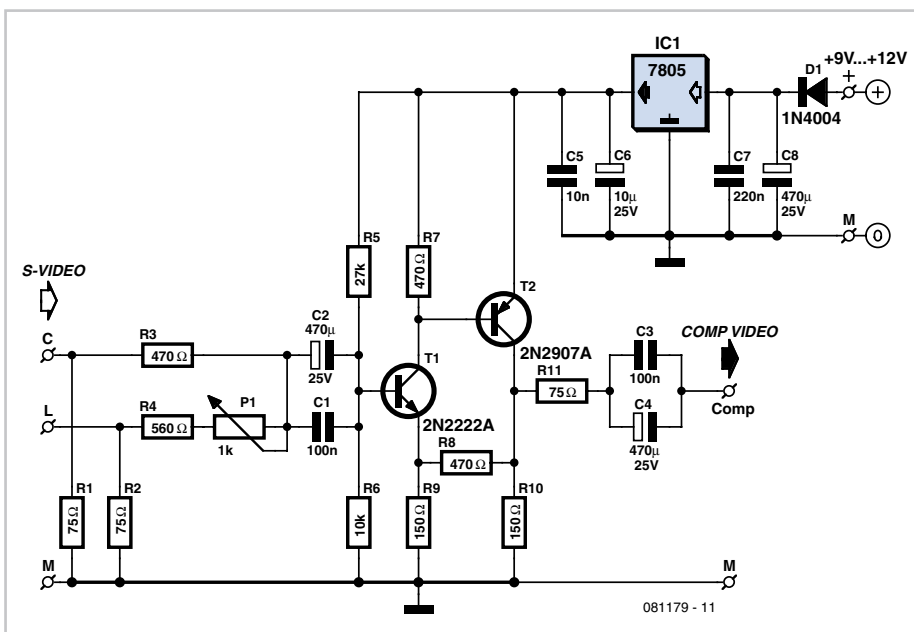 IC1
7805
+9V...+12V
D1
+
1N4004
C5
10n
C6
10µ
25V
C7
220n
C8
470µ
25V
M
0
S-VIDEO
R5
27k
R7
470Ω
T2
2N2907A
C2
470µ
25V
C
R3
470Ω
T1
2N2222A
C3
100n
COMP VIDEO
R11
75Ω
Comp
C4
470µ
25V
L
R4
560Ω
P1
1k
C1
100n
R8
470Ω
R1
75Ω
R2
75Ω
R6
10k
R9
150Ω
R10
150Ω
M
M
081179 - 11